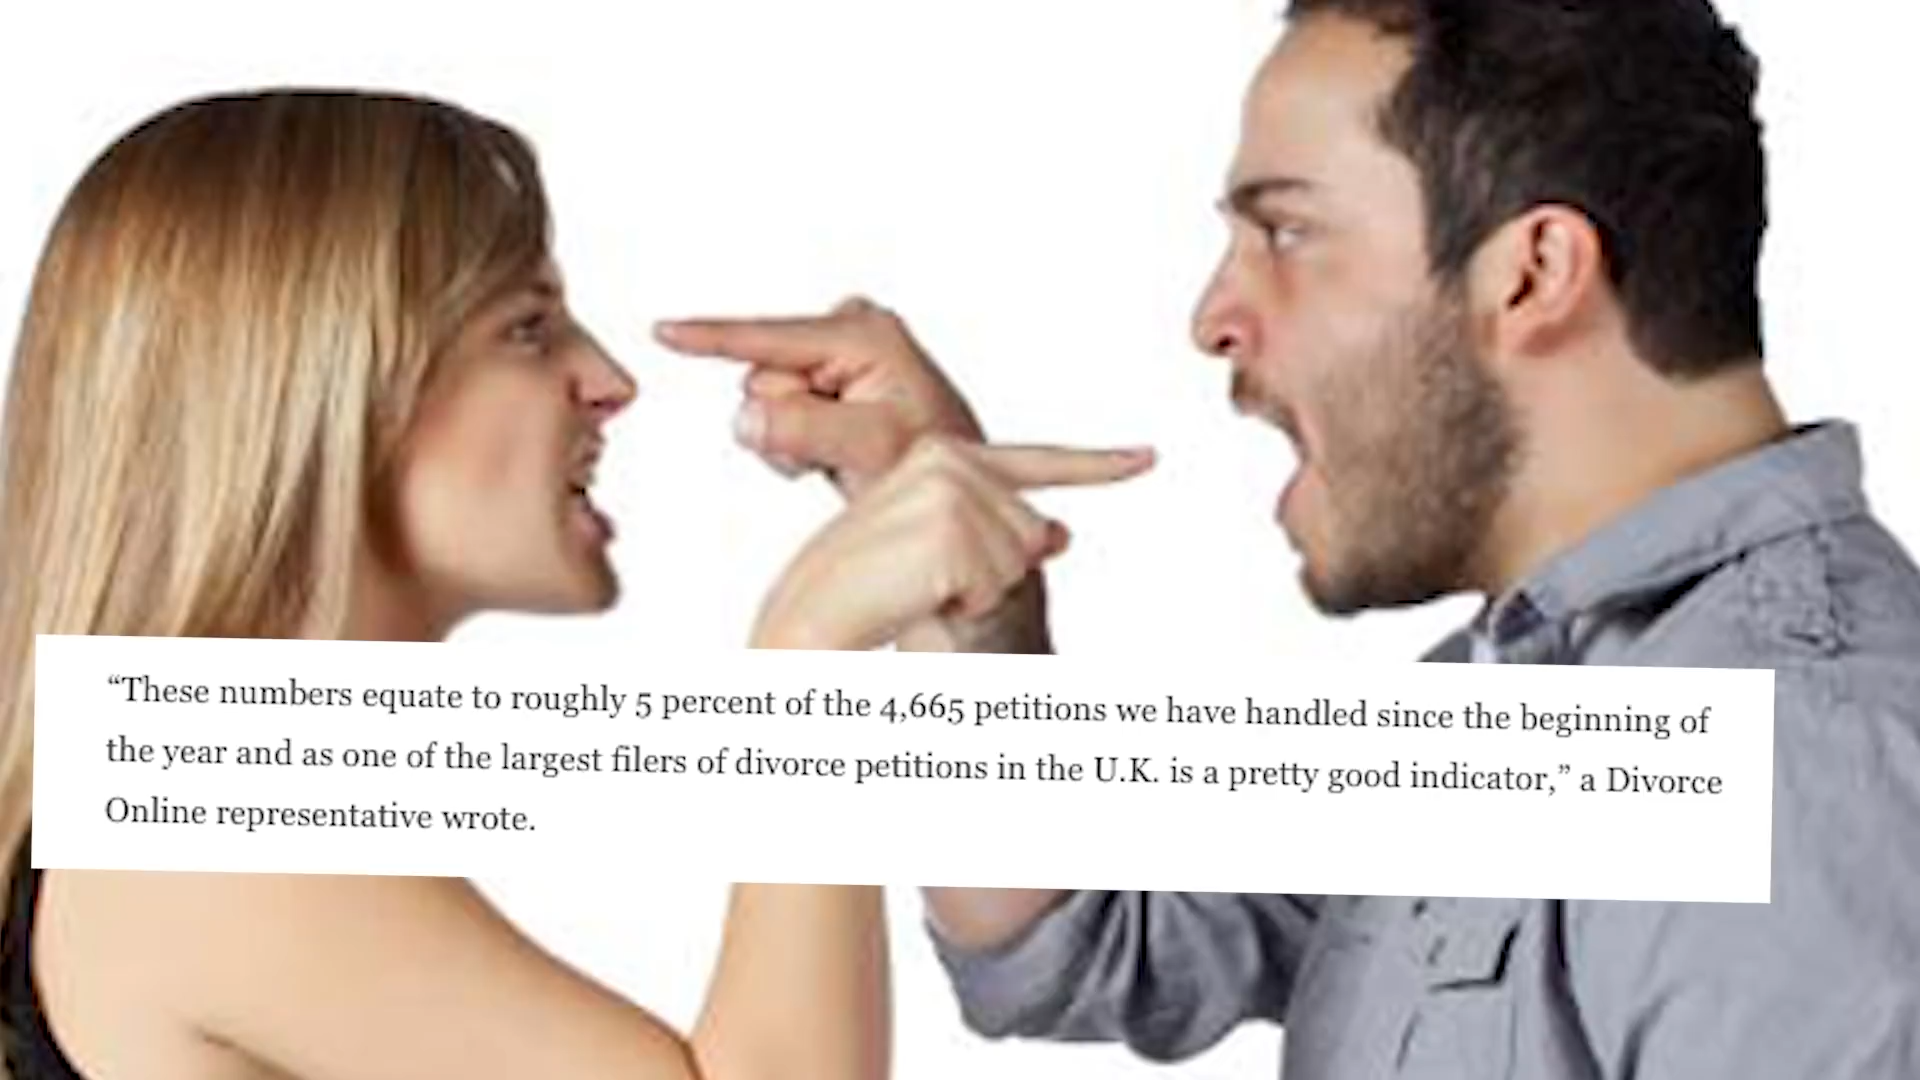 “These numbers equate to roughly 5 percent of the 4,665 petitions we have handled since the beginning of
the year and as one of the largest filers of divorce petitions in the U.K. is a pretty good indicator,” a Divorce
Online representative wrote.